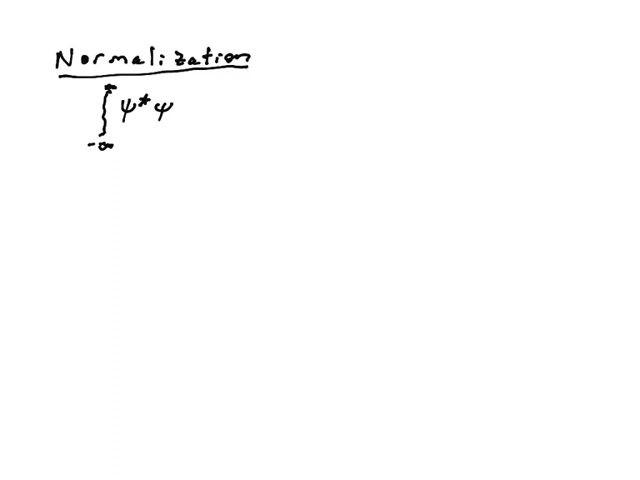 Normalization
∫_{-∞}^{∞} ψ* ψ